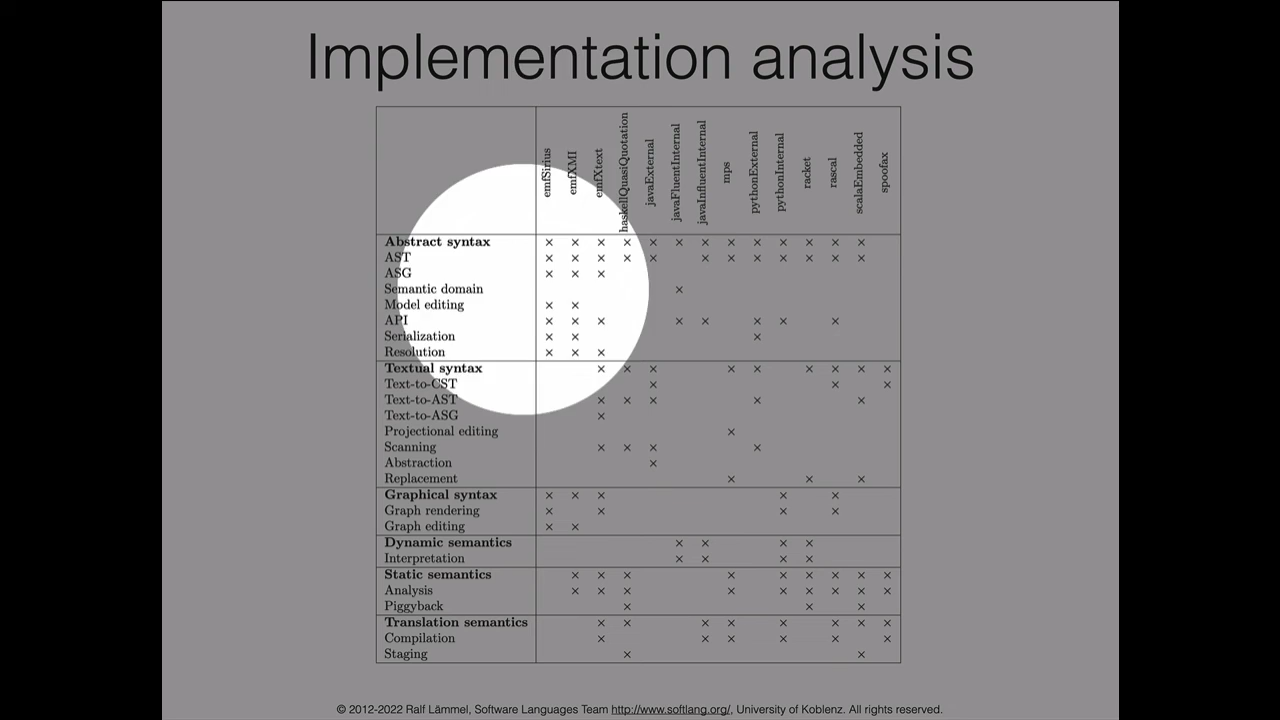 Implementation analysis
emfSirius emfXMI emfXtext haskellQuasiQuotation javaExternal javaFluentInternal javaInfluentInternal mps pythonExternal pythonInternal racket rascal scalaEmbedded spoofax
Abstract syntax × × × × × × × × × × × × ×
AST × × × × × × × × × × × ×
ASG × × ×
Semantic domain ×
Model editing × ×
API × × × × × × × ×
Serialization × × ×
Resolution × × ×
Textual syntax × × × × × × × × ×
Text-to-CST × × ×
Text-to-AST × × × × ×
Text-to-ASG ×
Projectional editing ×
Scanning × × × ×
Abstraction ×
Replacement × × ×
Graphical syntax × × × × ×
Graph rendering × × × ×
Graph editing × ×
Dynamic semantics × × × ×
Interpretation × × × ×
Static semantics × × × × × × × × ×
Analysis × × × × × × × × ×
Piggyback × × ×
Translation semantics × × × × × × × ×
Compilation × × × × × ×
Staging × ×
© 2012-2022 Ralf Lämmel, Software Languages Team http://www.softlang.org/, University of Koblenz. All rights reserved.